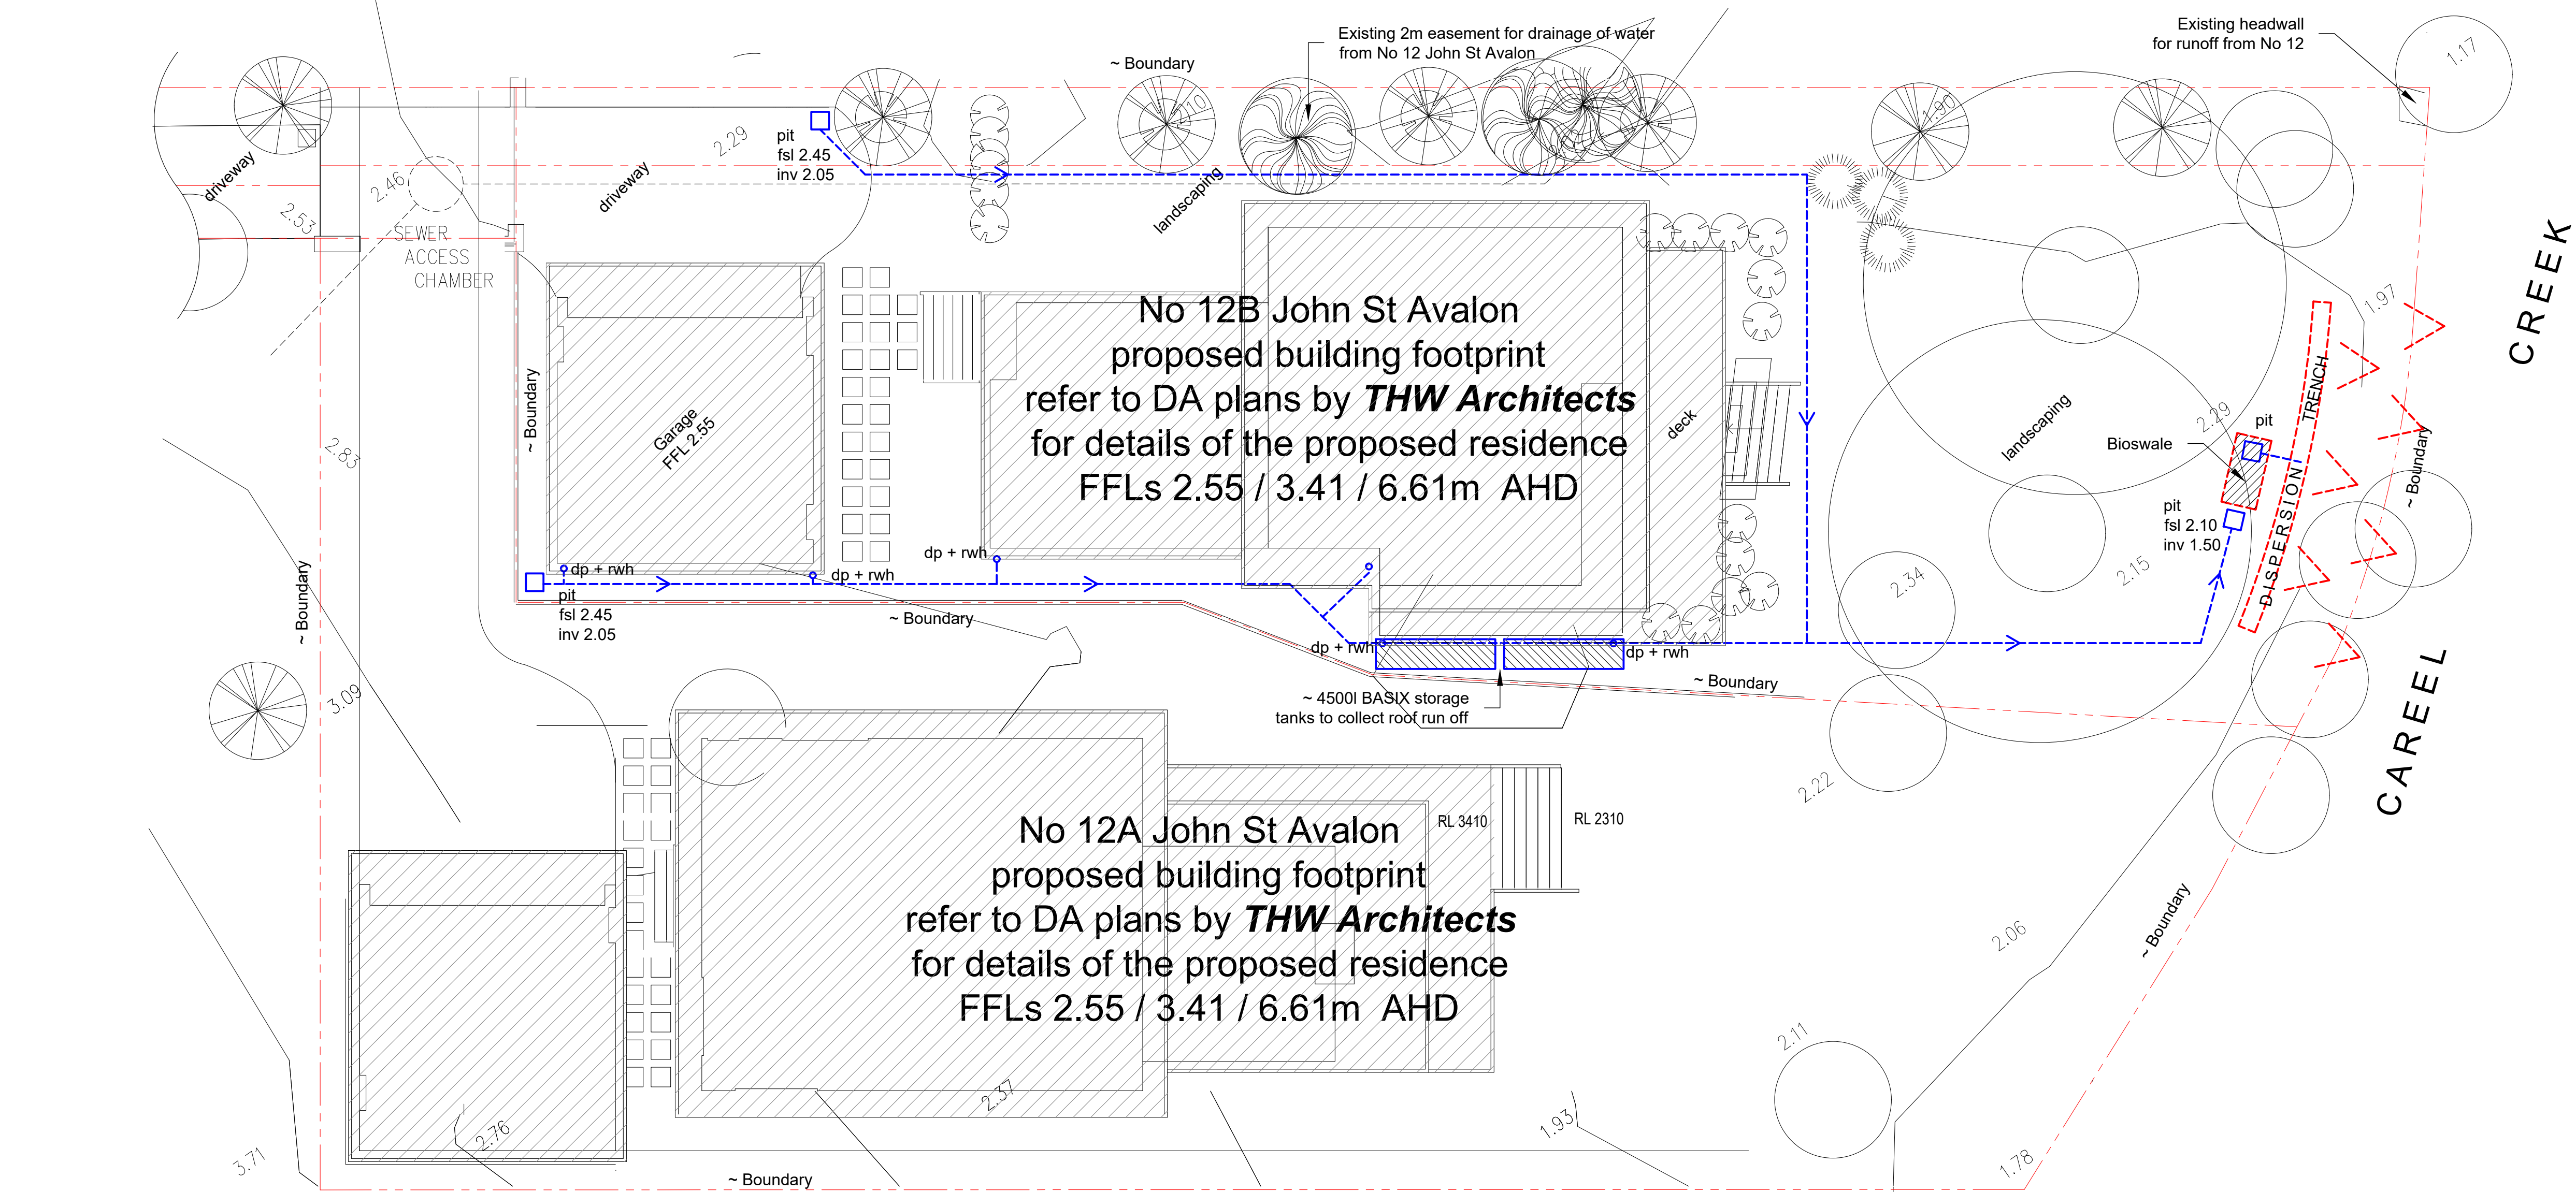 Existing 2m easement for drainage of water
from No 12 John St Avalon
Existing headwall
for runoff from No 12
~ Boundary
1.17
1.90
2.10
2.29
pit
fsl 2.45
inv 2.05
driveway
driveway
2.46
2.53
landscaping
SEWER
ACCESS
CHAMBER
CREEK
1.97
No 12B John St Avalon
proposed building footprint
refer to DA plans by THW Architects
for details of the proposed residence
FFLs 2.55 / 3.41 / 6.61m AHD
~ Boundary
Garage
FFL 2.55
deck
landscaping
2.29
pit
Bioswale
DISPERSION TRENCH
~ Boundary
2.83
pit
fsl 2.10
inv 1.50
dp + rwh
dp + rwh
dp + rwh
2.34
2.15
~ Boundary
pit
fsl 2.45
inv 2.05
~ Boundary
dp + rwh
dp + rwh
~ Boundary
~ 4500l BASIX storage
tanks to collect roof run off
3.09
CAREEL
2.22
No 12A John St Avalon
proposed building footprint
refer to DA plans by THW Architects
for details of the proposed residence
FFLs 2.55 / 3.41 / 6.61m AHD
RL 3410
RL 2310
~ Boundary
2.06
2.11
2.37
1.93
2.76
3.71
1.78
~ Boundary